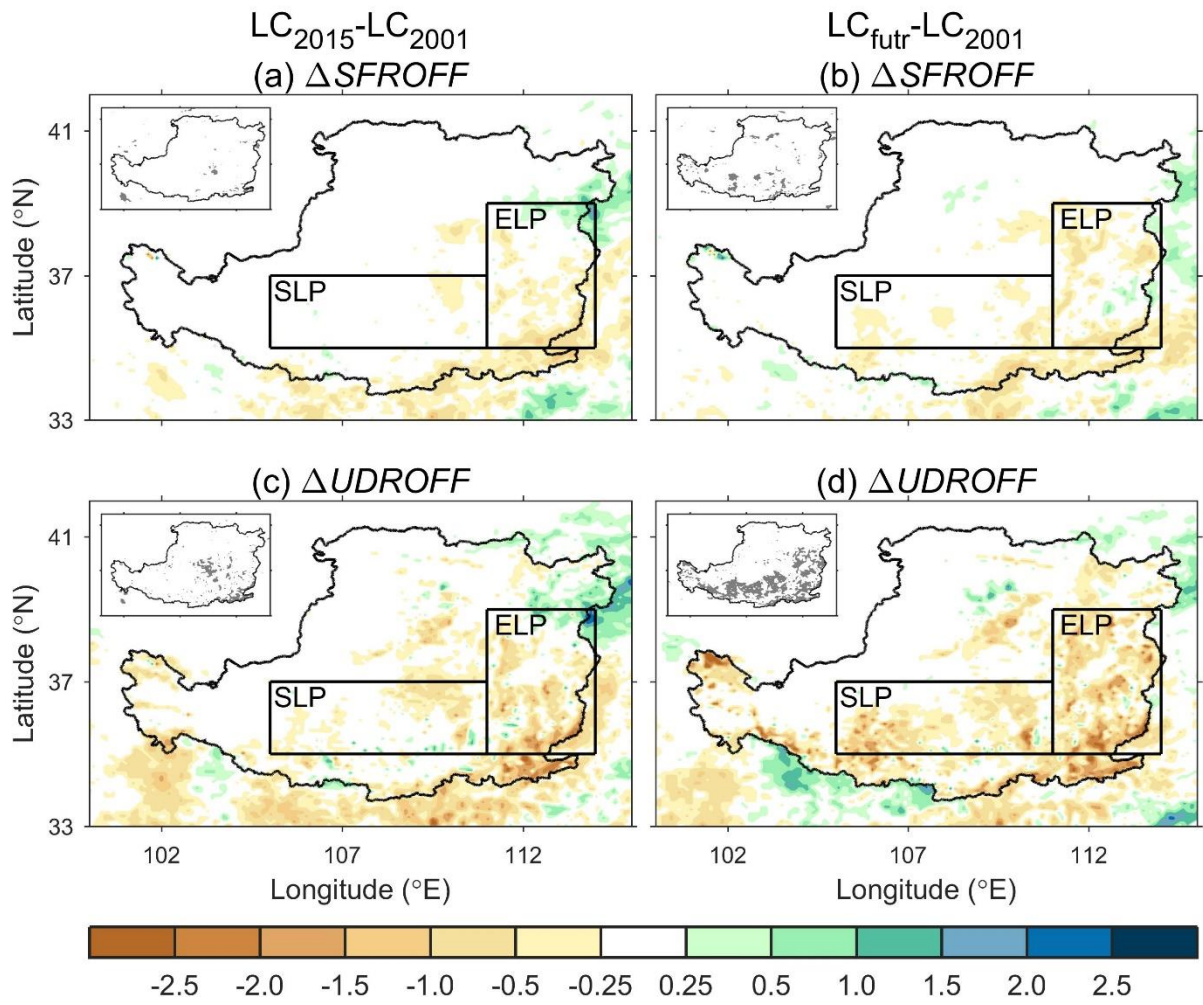 LC2015-LC2001
LCfutr-LC2001
(a) ΔSFROFF
(b) ΔSFROFF
41
37
33
Latitude (°N)
ELP
SLP
ELP
SLP
(c) ΔUDROFF
(d) ΔUDROFF
41
37
33
Latitude (°N)
ELP
SLP
ELP
SLP
102 107 112
102 107 112
Longitude (°E)
Longitude (°E)
-2.5 -2.0 -1.5 -1.0 -0.5 -0.25 0.25 0.5 1.0 1.5 2.0 2.5